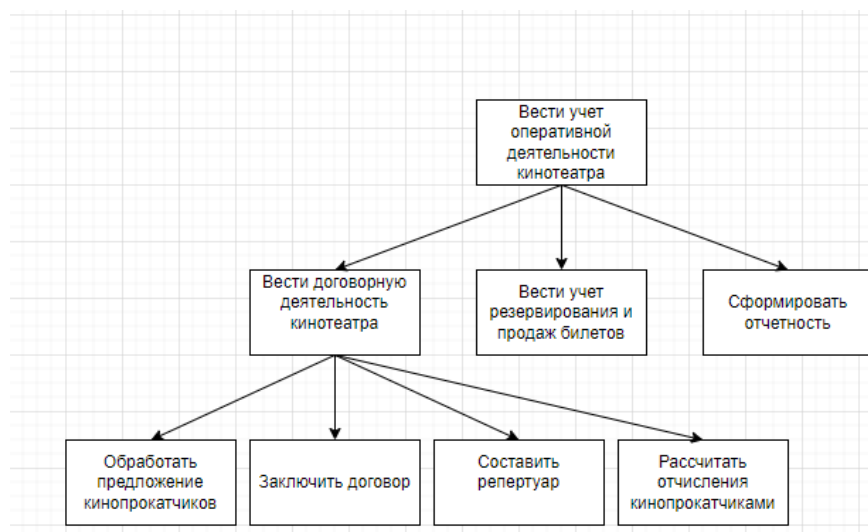 Вести учет
оперативной
деятельности
кинотеатра
Вести договорную
деятельность
кинотеатра
Вести учет
резервирования и
продаж билетов
Сформировать
отчетность
Обработать
предложение
кинопрокатчиков
Заключить договор
Составить
репертуар
Рассчитать
отчисления
кинопрокатчиками